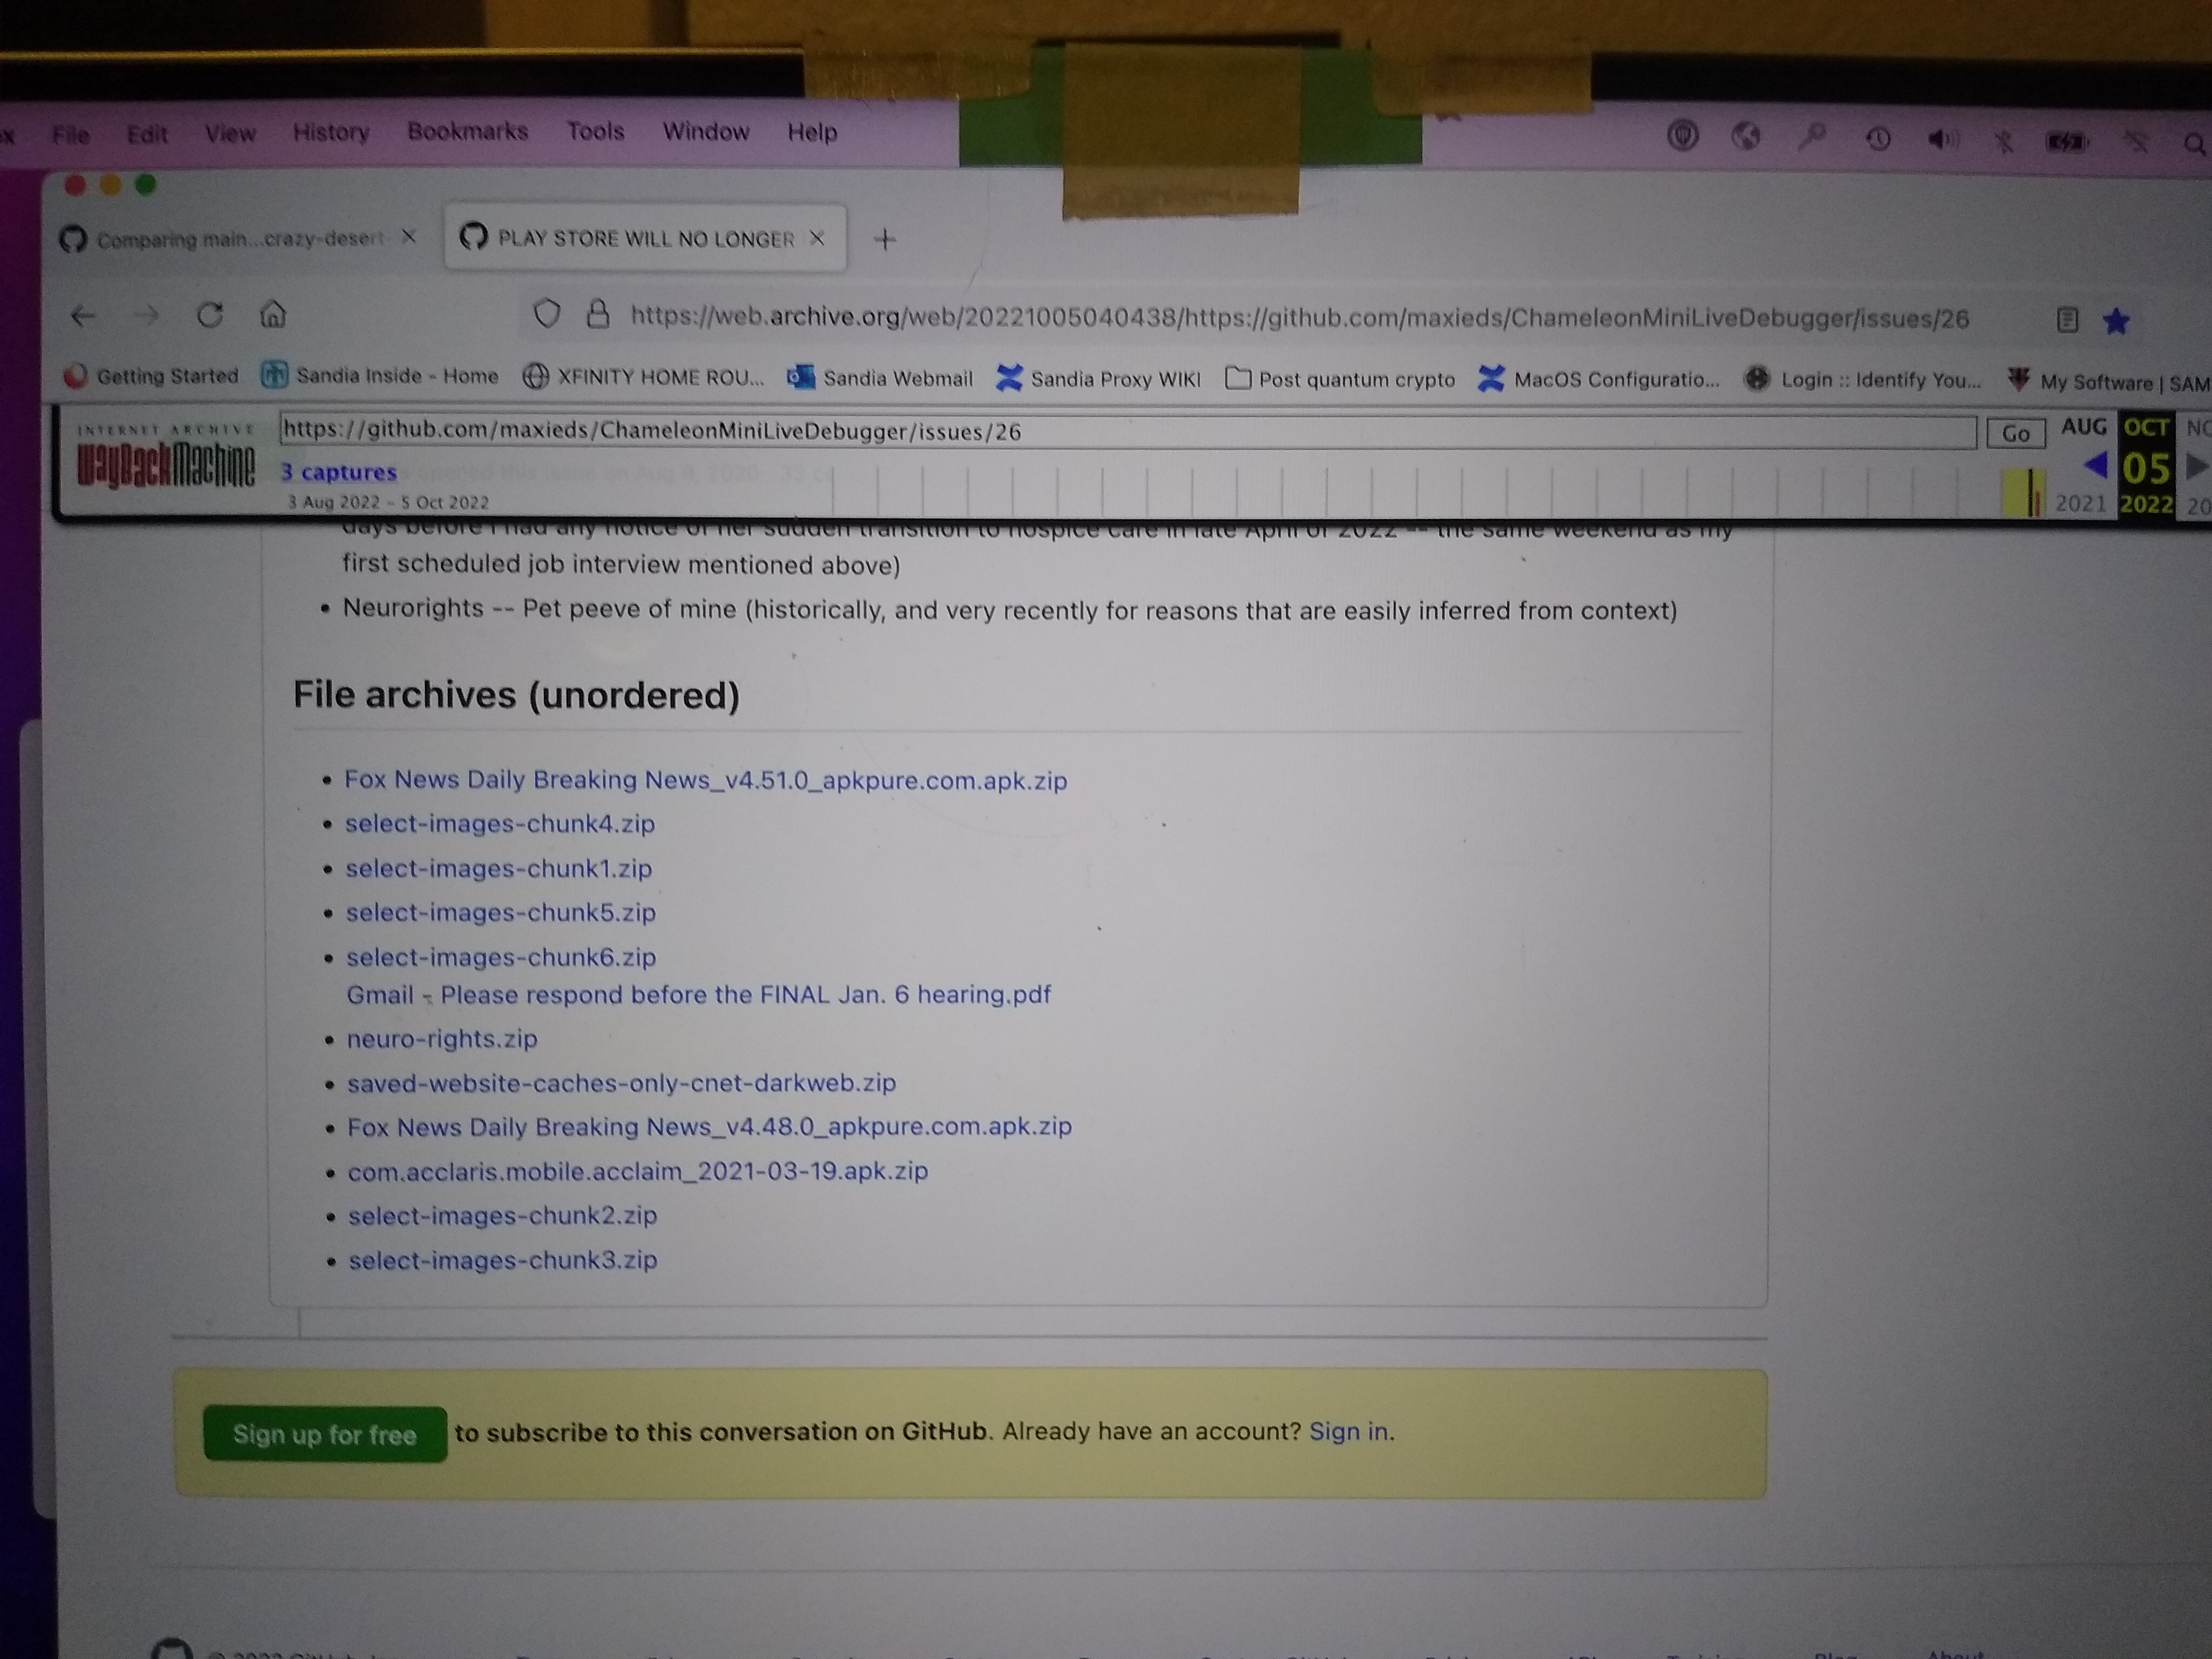 File Edit View History Bookmarks Tools Window Help
Comparing main...crazy-desert
PLAY STORE WILL NO LONGER
https://web.archive.org/web/20221005040438/https://github.com/maxieds/ChameleonMiniLiveDebugger/issues/26
Getting Started Sandia Inside - Home XFINITY HOME ROU... Sandia Webmail Sandia Proxy WIKI Post quantum crypto MacOS Configuratio... Login :: Identify You... My Software | SAM
INTERNET ARCHIVE
WayBackMachine
https://github.com/maxieds/ChameleonMiniLiveDebugger/issues/26
Go
AUG OCT
05
2021 2022
3 captures
3 Aug 2022 - 5 Oct 2022
days before I had any notice of her sudden transition to hospice care in late April of 2022 -- the same weekend as my
first scheduled job interview mentioned above)
• Neurorights -- Pet peeve of mine (historically, and very recently for reasons that are easily inferred from context)
File archives (unordered)
• Fox News Daily Breaking News_v4.51.0_apkpure.com.apk.zip
• select-images-chunk4.zip
• select-images-chunk1.zip
• select-images-chunk5.zip
• select-images-chunk6.zip
Gmail - Please respond before the FINAL Jan. 6 hearing.pdf
• neuro-rights.zip
• saved-website-caches-only-cnet-darkweb.zip
• Fox News Daily Breaking News_v4.48.0_apkpure.com.apk.zip
• com.acclaris.mobile.acclaim_2021-03-19.apk.zip
• select-images-chunk2.zip
• select-images-chunk3.zip
Sign up for free to subscribe to this conversation on GitHub. Already have an account? Sign in.